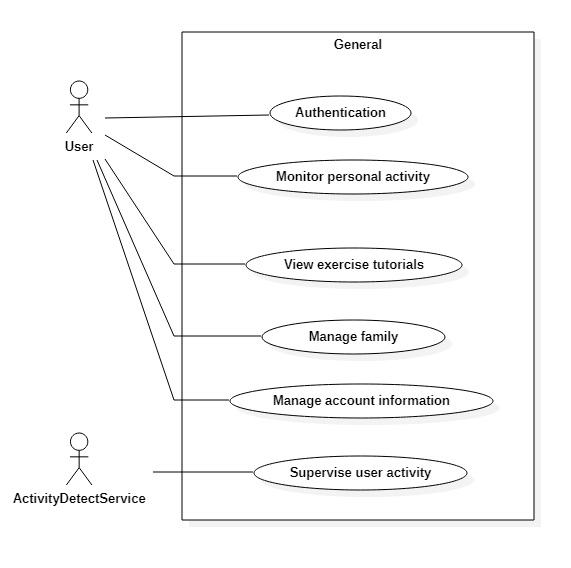 General
Authentication
User
Monitor personal activity
View exercise tutorials
Manage family
Manage account information
Supervise user activity
ActivityDetectService